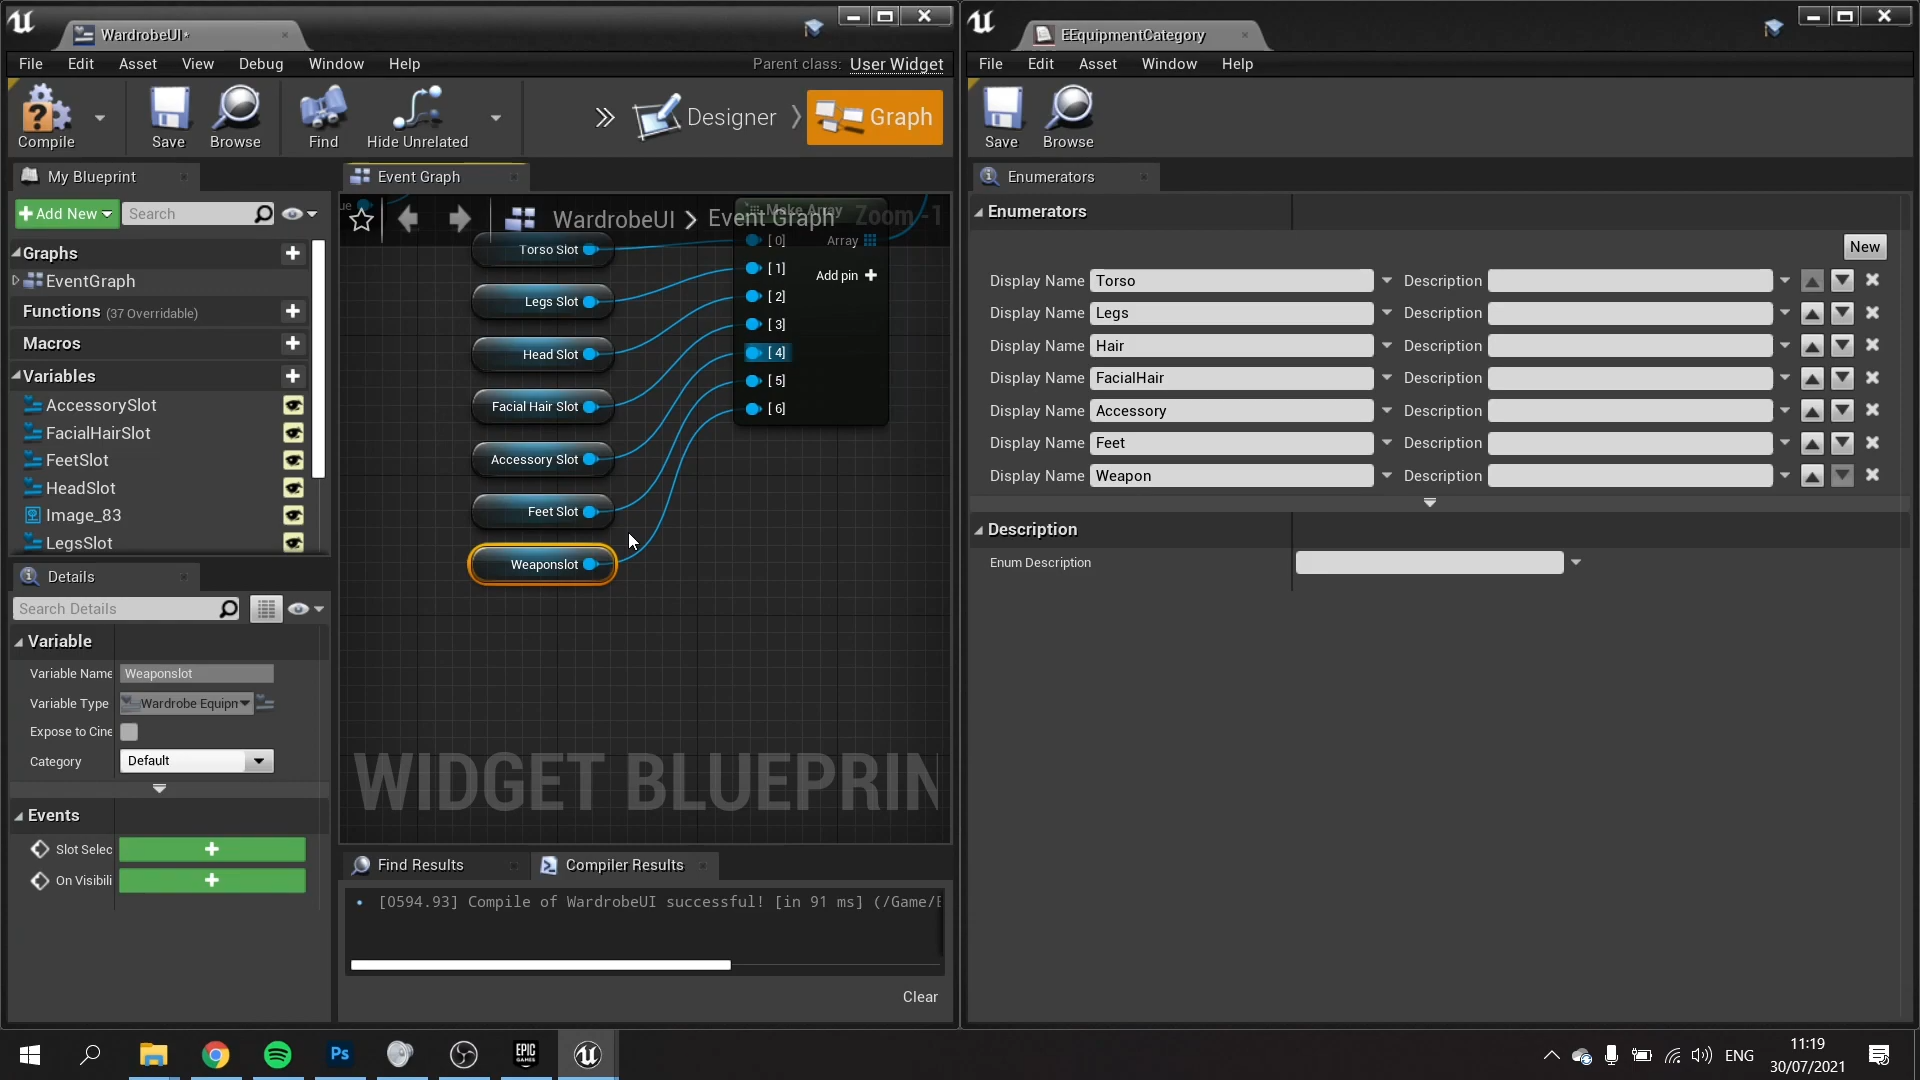 WardrobeUI*
File Edit Asset View Debug Window Help
Parent class: User Widget
Compile
Save
Browse
Find
Hide Unrelated
Designer
Graph
My Blueprint
Add New
Search
Graphs
EventGraph
Functions (37 Overridable)
Macros
Variables
AccessorySlot
FacialHairSlot
FeetSlot
HeadSlot
Image_83
LegsSlot
Details
Search Details
Variable
Variable Name Weaponslot
Variable Type Wardrobe Equipn
Expose to Cine
Category Default
Events
Slot Selec
On Visibili
Event Graph
WardrobeUI > Event Graph
Zoom -1
ue
Make Array
Torso Slot
Legs Slot
Head Slot
Facial Hair Slot
Accessory Slot
Feet Slot
Weaponslot
[0] Array
[1] Add pin +
[2]
[3]
[4]
[5]
[6]
WIDGET BLUEPRIN
Find Results
Compiler Results
[0594.93] Compile of WardrobeUI successful! [in 91 ms] (/Game/E
Clear
EEquipmentCategory
File Edit Asset Window Help
Save
Browse
Enumerators
Enumerators
New
Display Name Torso Description
Display Name Legs Description
Display Name Hair Description
Display Name FacialHair Description
Display Name Accessory Description
Display Name Feet Description
Display Name Weapon Description
Description
Enum Description
Ps
EPIC
GAMES
ENG
11:19
30/07/2021